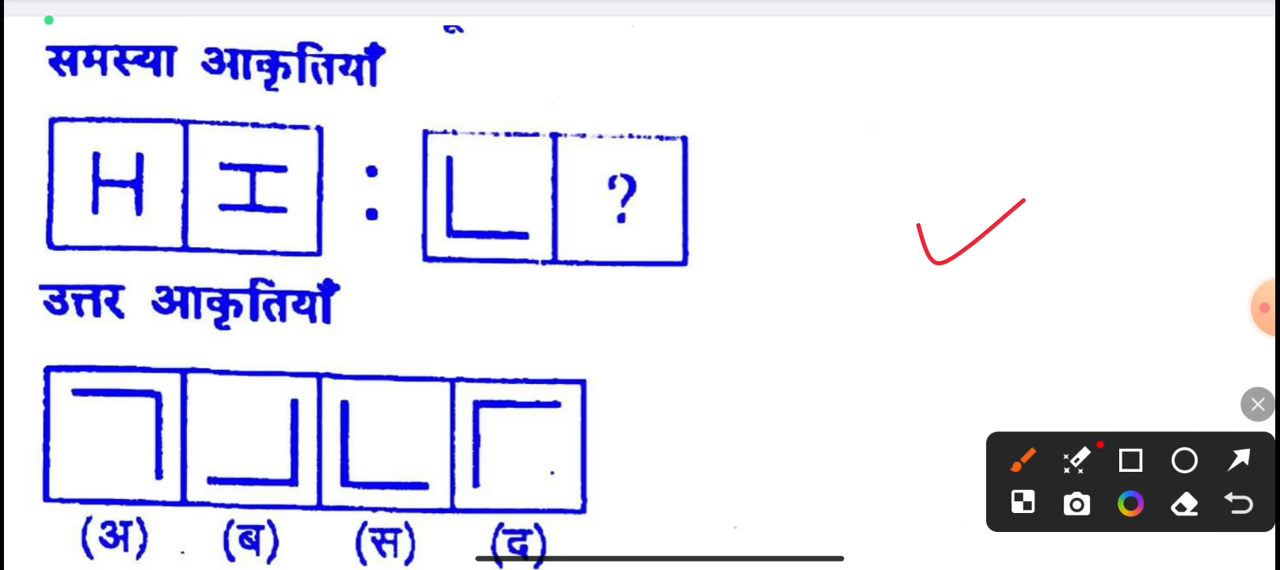 समस्या आकृतियाँ
H I : L ?
उत्तर आकृतियाँ
(अ) (ब) (स) (द)